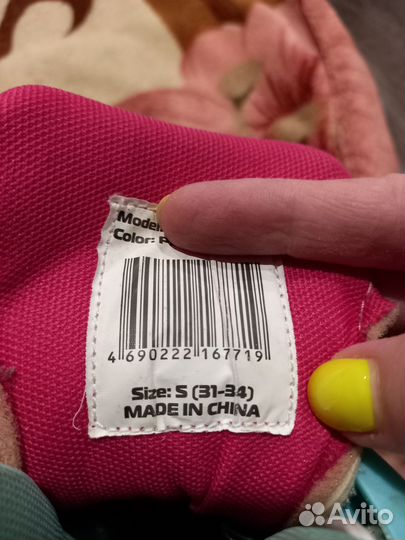 Model:
Color: P
4 690222 167719
Size: S (31-34)
MADE IN CHINA
Avito